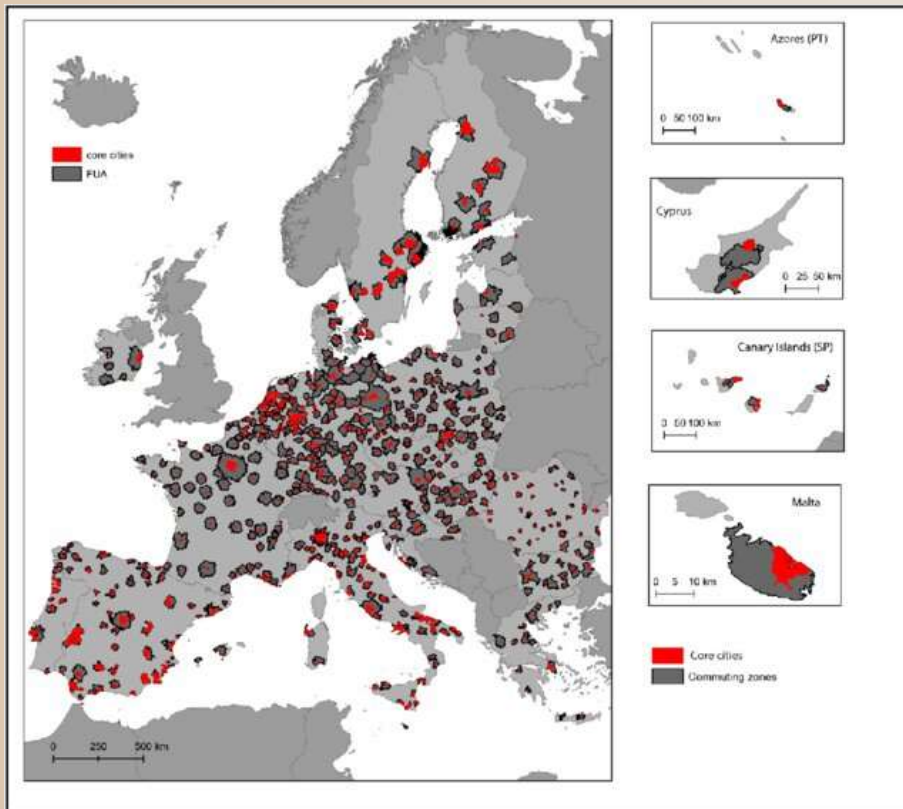 core cities
FUA
0 250 500 km
Azores (PT)
0 50 100 km
Cyprus
0 25 50 km
Canary Islands (SP)
0 50 100 km
Malta
0 5 10 km
Core cities
Commuting zones